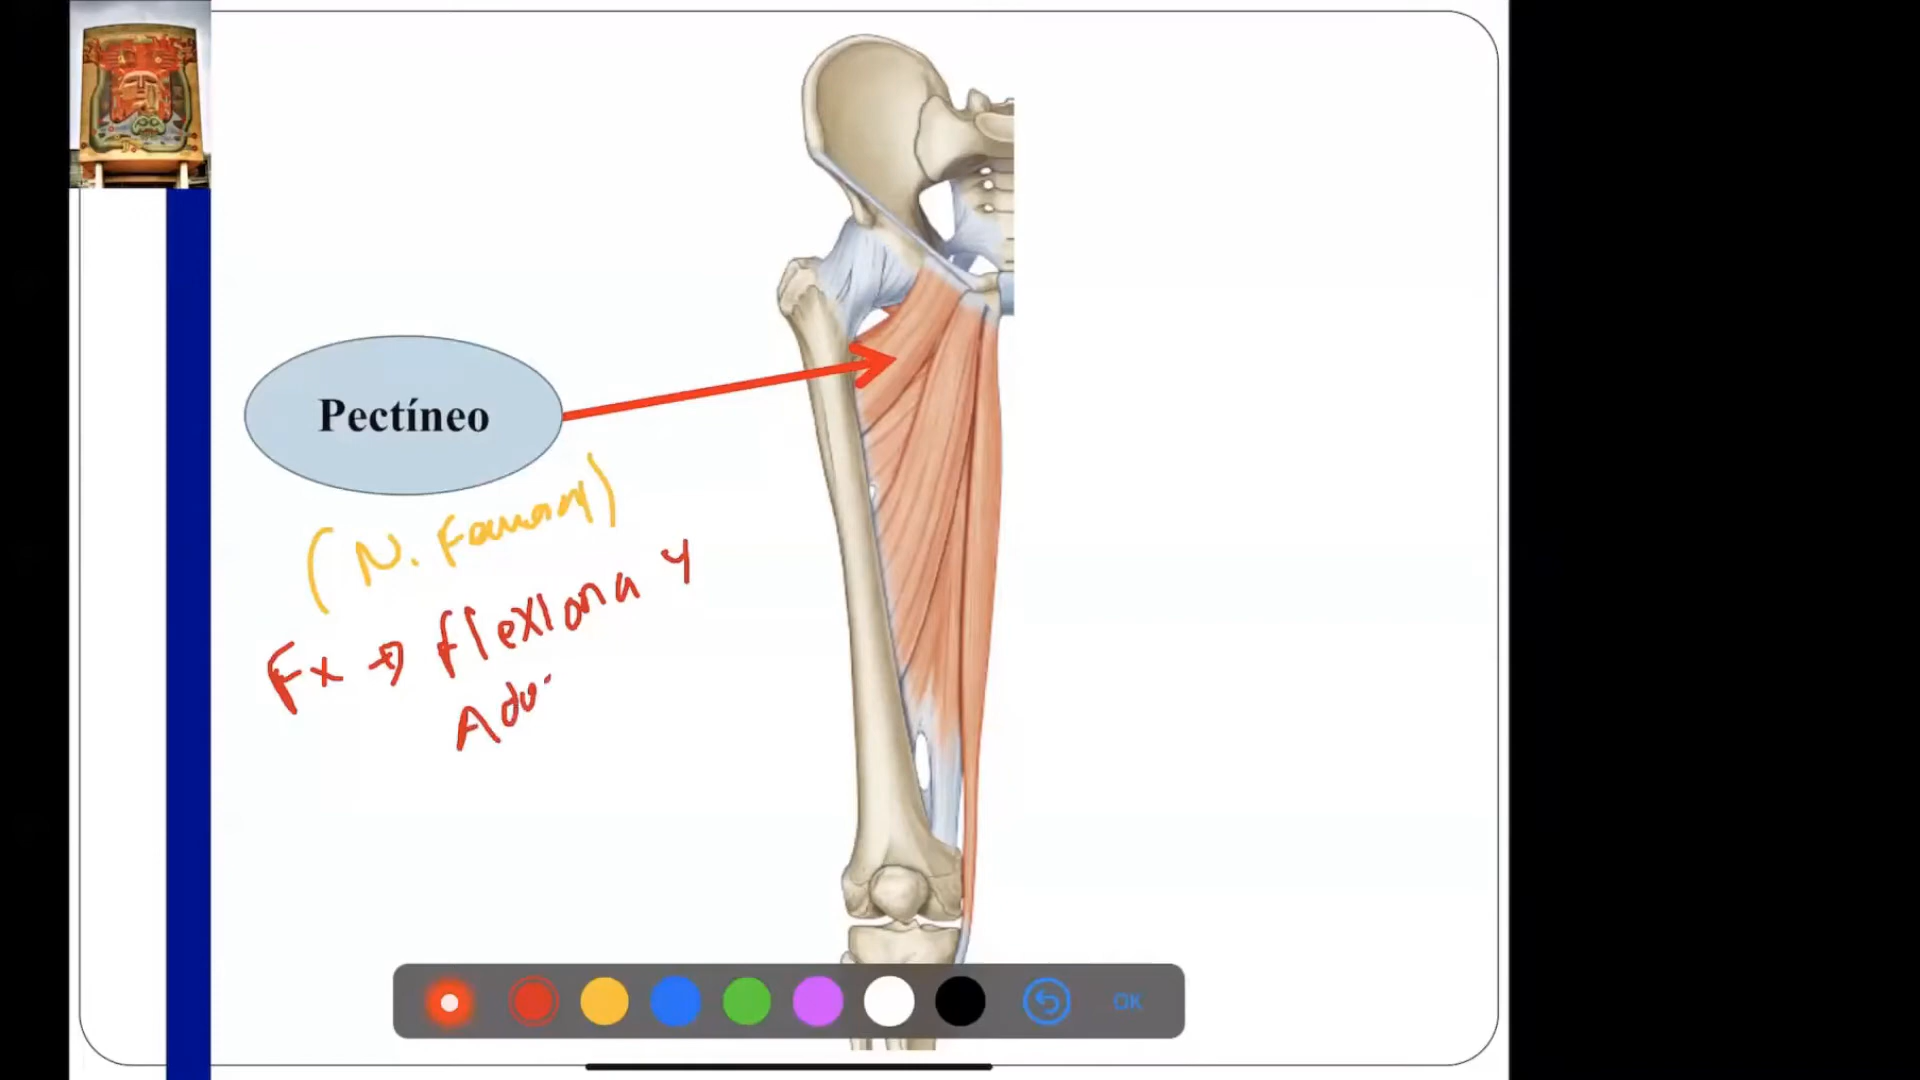 Pectíneo
(N. Femoral)
Fx → flexiona y
Adu
OK